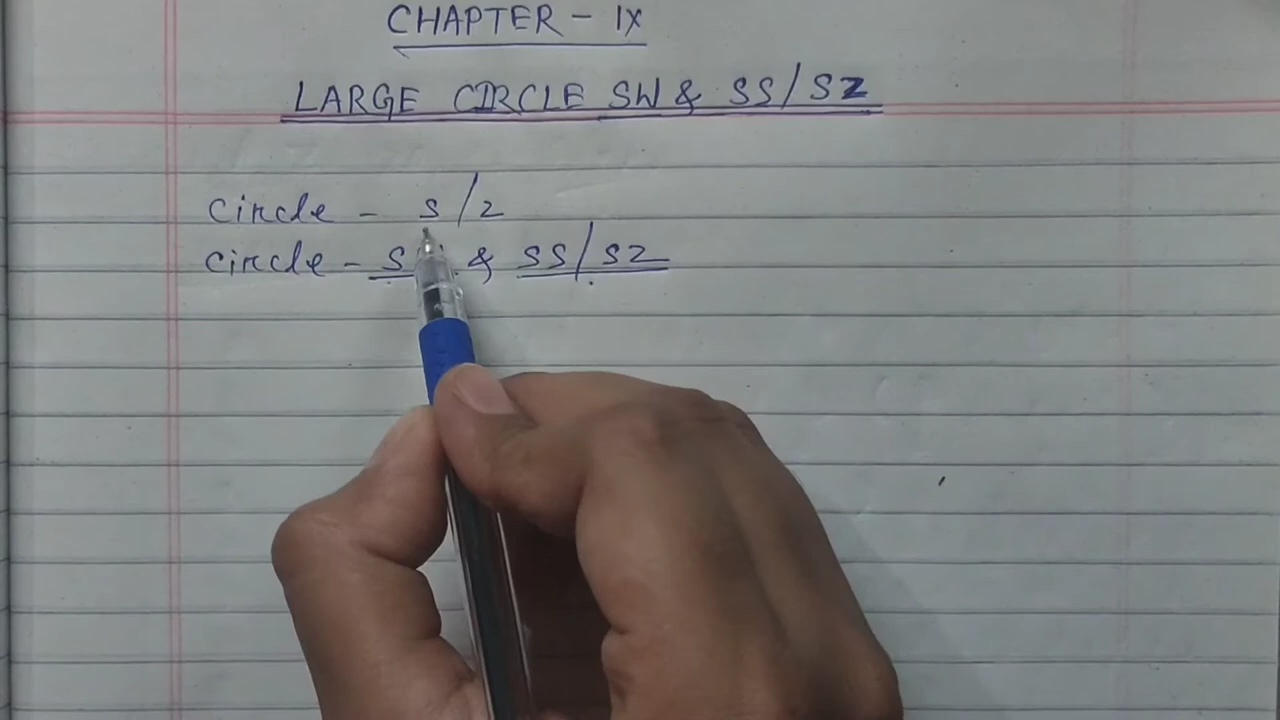 CHAPTER - IX
LARGE CIRCLE SW & SS/SZ
Circle - S/Z
Circle - S & SS/SZ